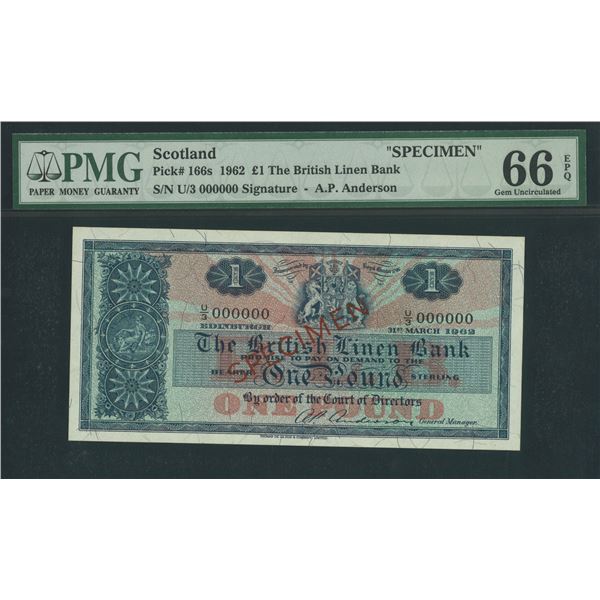 PMG
PAPER MONEY GUARANTY
Scotland "SPECIMEN"
Pick# 166s 1962 £1 The British Linen Bank
S/N U/3 000000 Signature - A.P. Anderson
66 EPQ
Gem Uncirculated
1 1
U/3 000000 U/3 000000
EDINBURGH 31ST MARCH 1962
SPECIMEN
The British Linen Bank
PROMISE TO PAY ON DEMAND TO THE
BEARER One Pound STERLING
By order of the Court of Directors
ONE POUND
A.P. Anderson General Manager.